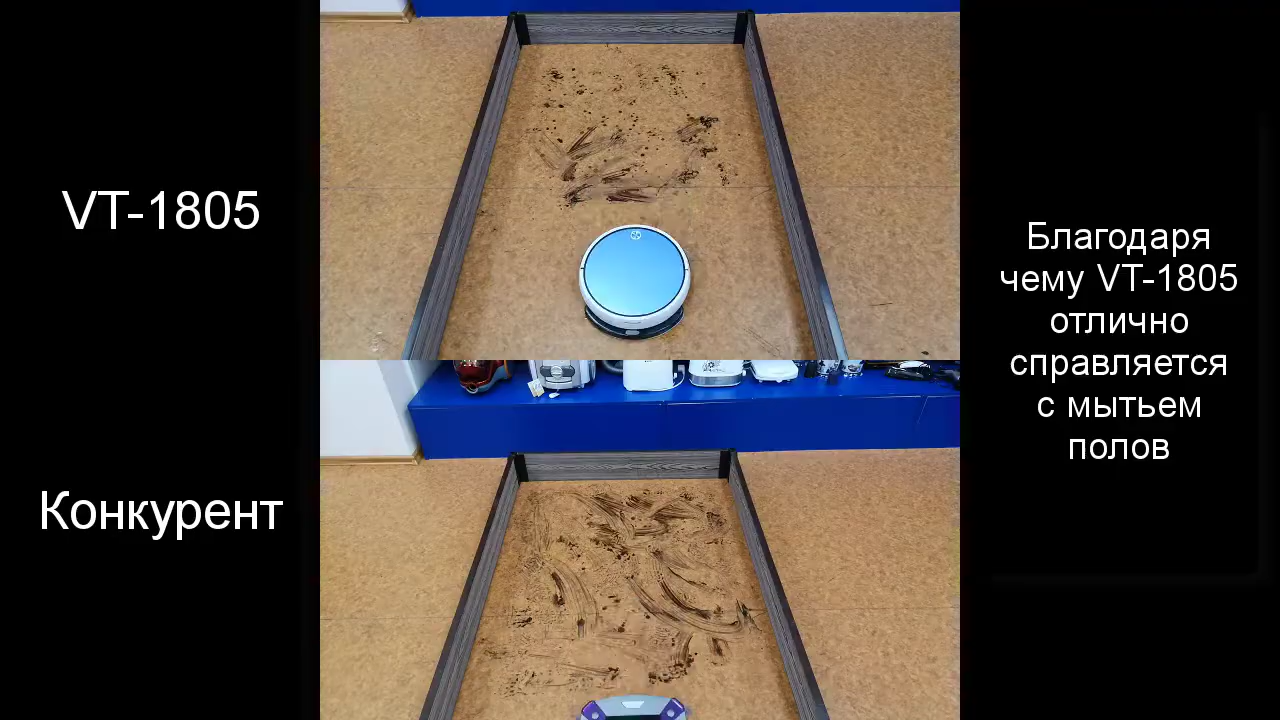 VT-1805
Конкурент
Благодаря
чему VT-1805
отлично
справляется
с мытьем
полов